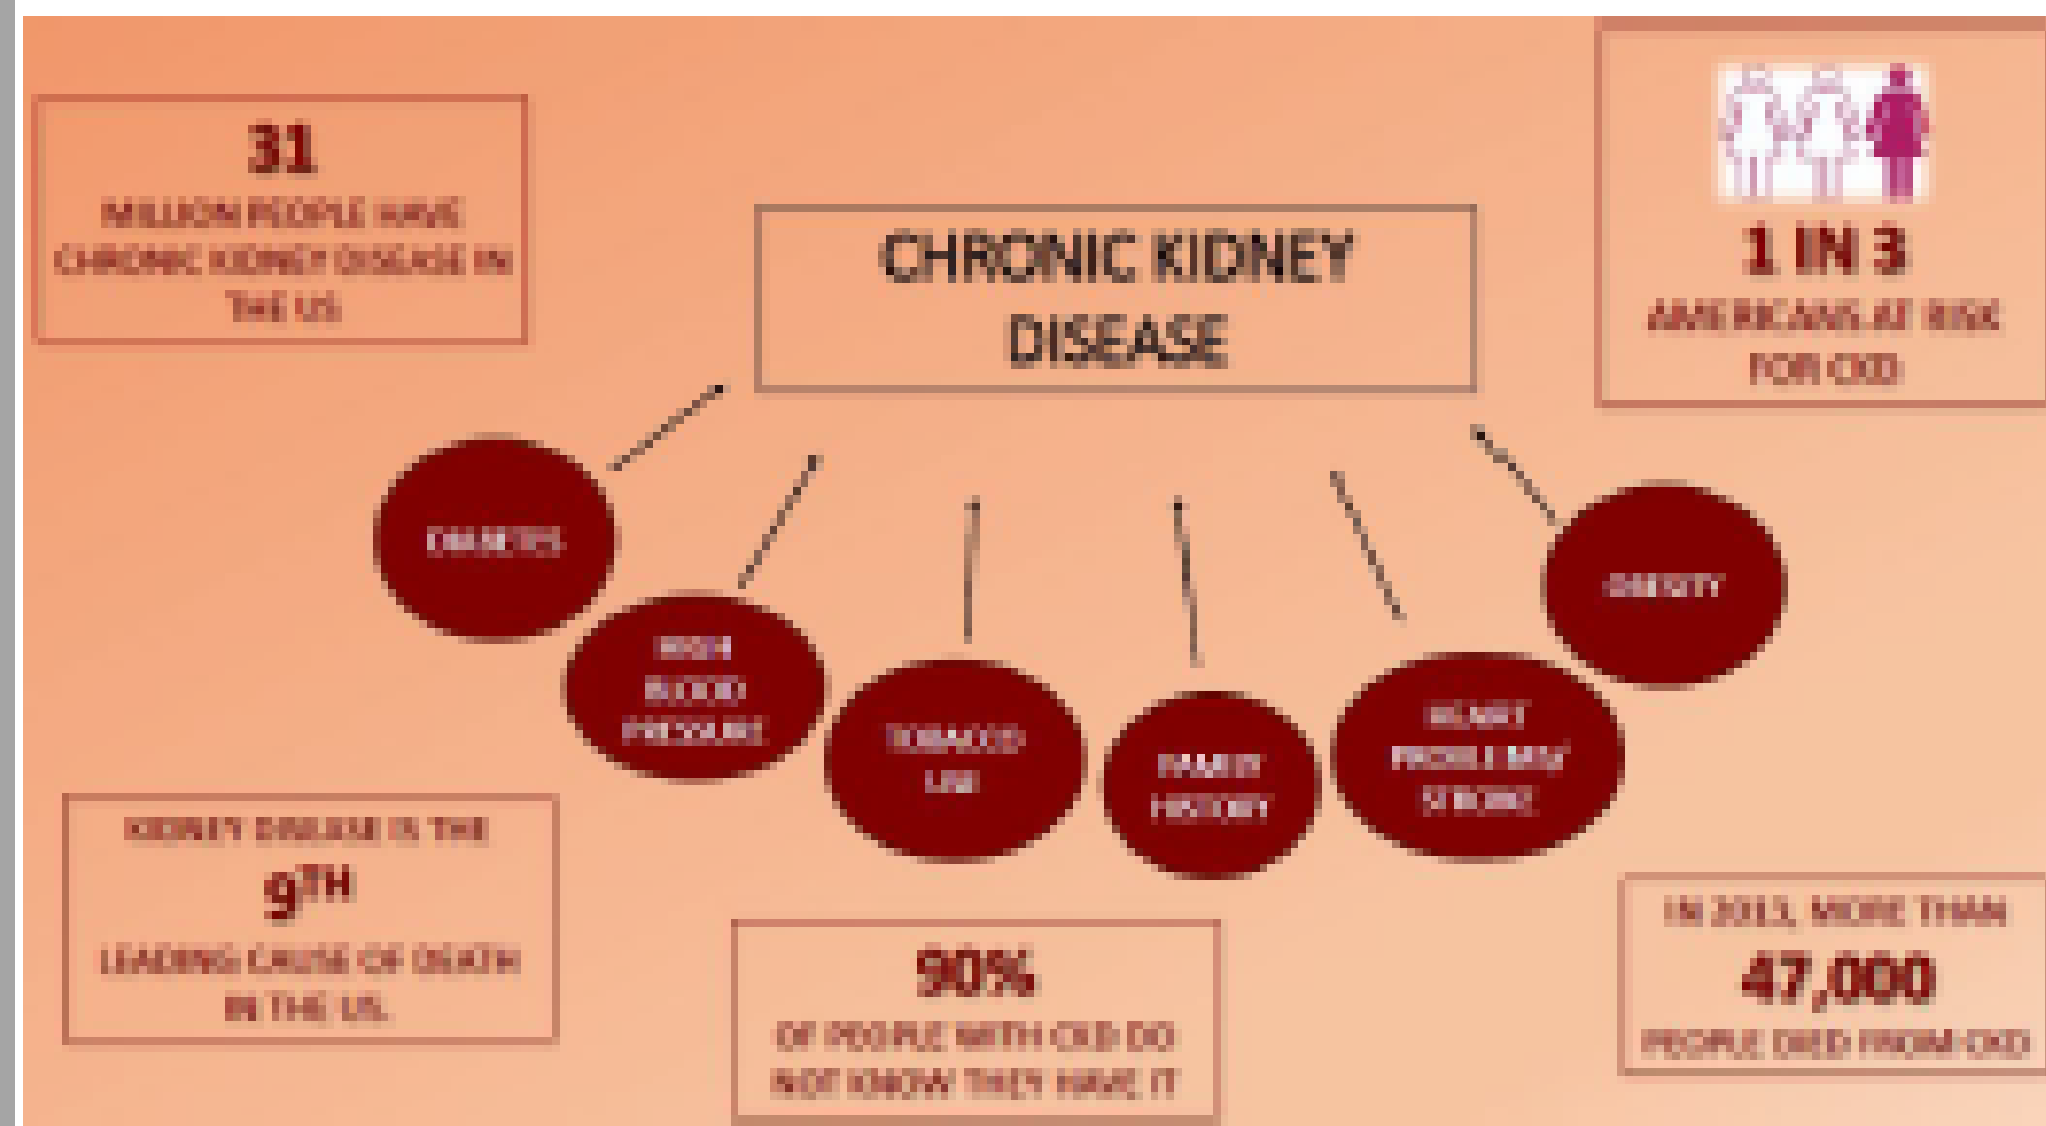 31
MILLION PEOPLE HAVE
CHRONIC KIDNEY DISEASE IN
THE US
1 IN 3
AMERICANS AT RISK
FOR CKD
CHRONIC KIDNEY
DISEASE
DIABETES
HIGH
BLOOD
PRESSURE
TOBACCO
USE
FAMILY
HISTORY
HEART
PROBLEMS/
STROKE
OBESITY
KIDNEY DISEASE IS THE
9TH
LEADING CAUSE OF DEATH
IN THE US.
90%
OF PEOPLE WITH CKD DO
NOT KNOW THEY HAVE IT
IN 2013, MORE THAN
47,000
PEOPLE DIED FROM CKD